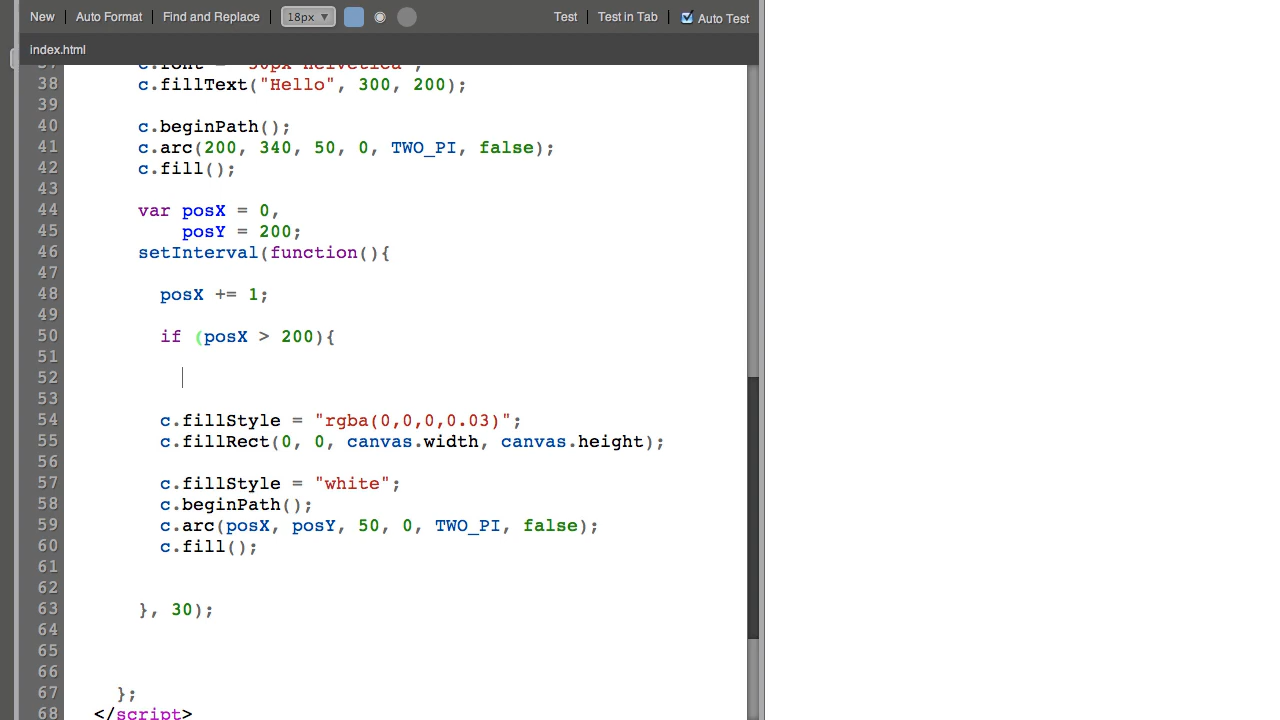 New Auto Format Find and Replace 18px Test Test in Tab Auto Test
index.html
37 c.font = "50px Helvetica";
38 c.fillText("Hello", 300, 200);
39
40 c.beginPath();
41 c.arc(200, 340, 50, 0, TWO_PI, false);
42 c.fill();
43
44 var posX = 0,
45 posY = 200;
46 setInterval(function(){
47
48 posX += 1;
49
50 if (posX > 200){
51
52
53
54 c.fillStyle = "rgba(0,0,0,0.03)";
55 c.fillRect(0, 0, canvas.width, canvas.height);
56
57 c.fillStyle = "white";
58 c.beginPath();
59 c.arc(posX, posY, 50, 0, TWO_PI, false);
60 c.fill();
61
62
63 }, 30);
64
65
66
67 };
68 </script>